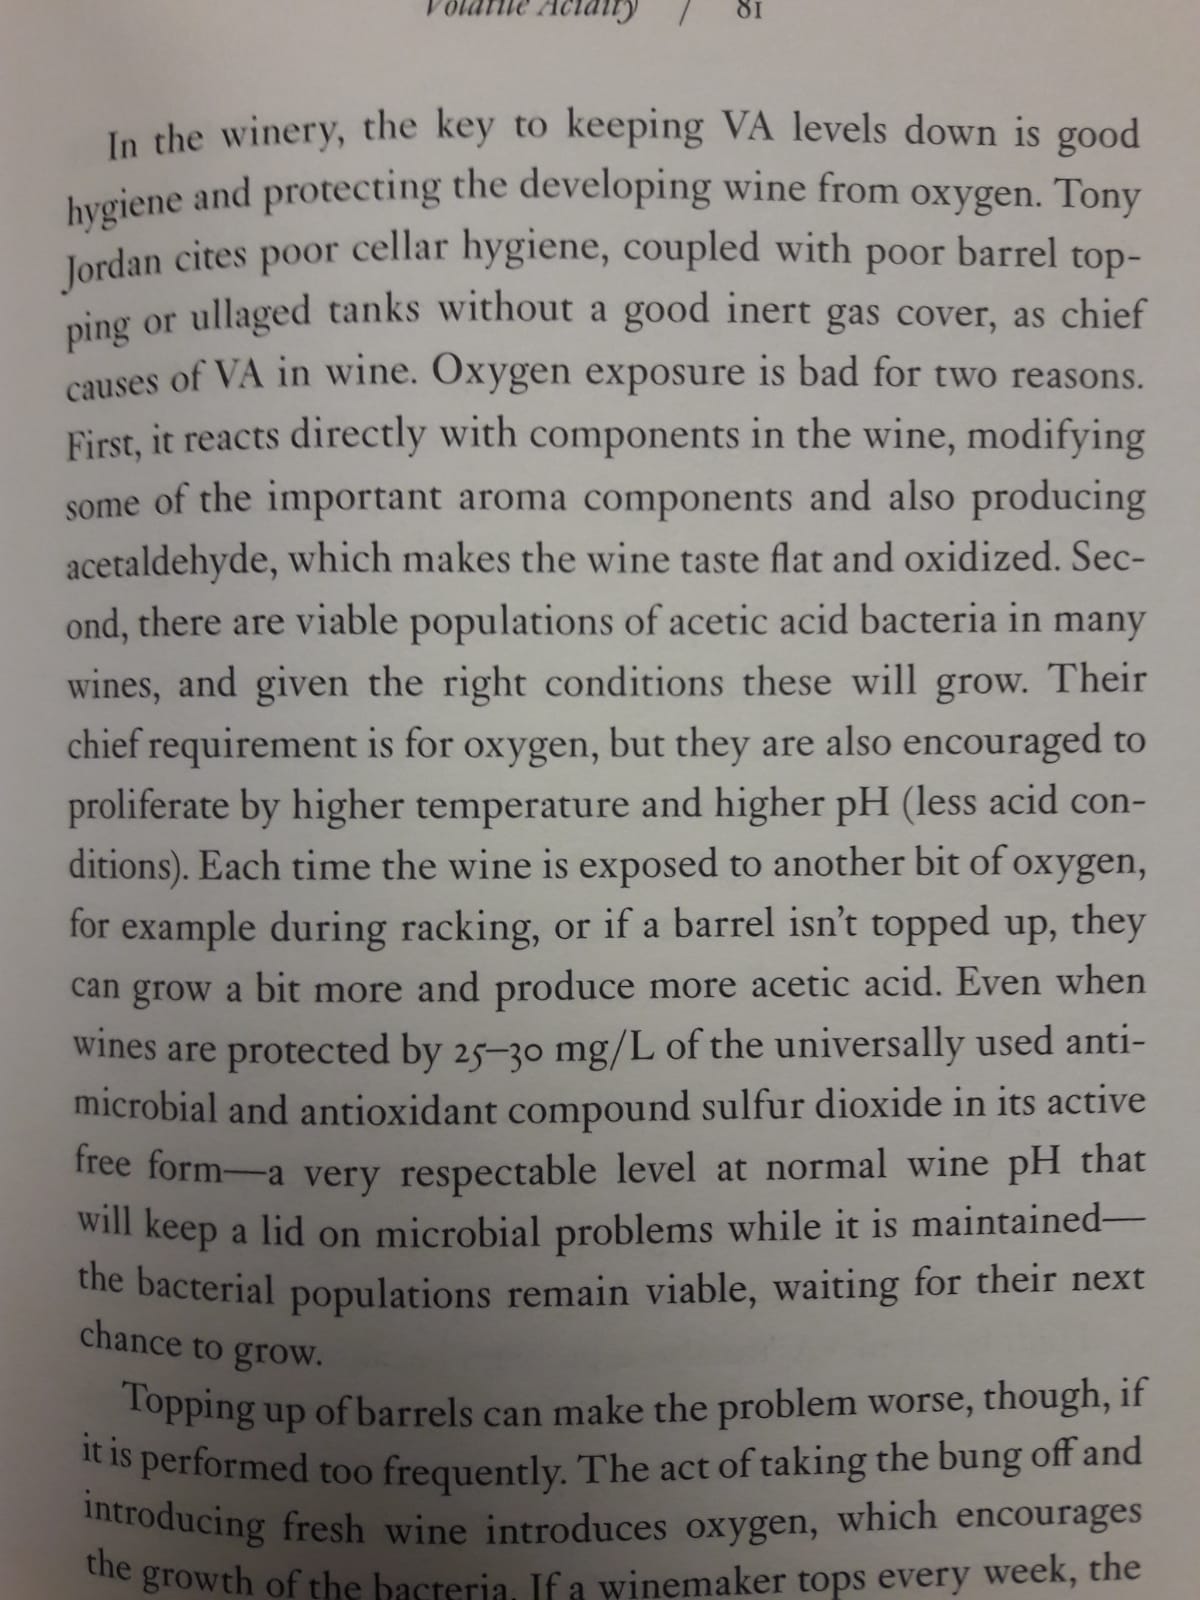 Volatile Acidity / 81
In the winery, the key to keeping VA levels down is good
hygiene and protecting the developing wine from oxygen. Tony
Jordan cites poor cellar hygiene, coupled with poor barrel top-
ping or ullaged tanks without a good inert gas cover, as chief
causes of VA in wine. Oxygen exposure is bad for two reasons.
First, it reacts directly with components in the wine, modifying
some of the important aroma components and also producing
acetaldehyde, which makes the wine taste flat and oxidized. Sec-
ond, there are viable populations of acetic acid bacteria in many
wines, and given the right conditions these will grow. Their
chief requirement is for oxygen, but they are also encouraged to
proliferate by higher temperature and higher pH (less acid con-
ditions). Each time the wine is exposed to another bit of oxygen,
for example during racking, or if a barrel isn't topped up, they
can grow a bit more and produce more acetic acid. Even when
wines are protected by 25–30 mg/L of the universally used anti-
microbial and antioxidant compound sulfur dioxide in its active
free form—a very respectable level at normal wine pH that
will keep a lid on microbial problems while it is maintained—
the bacterial populations remain viable, waiting for their next
chance to grow.
Topping up of barrels can make the problem worse, though, if
it is performed too frequently. The act of taking the bung off and
introducing fresh wine introduces oxygen, which encourages
the growth of the bacteria. If a winemaker tops every week, the